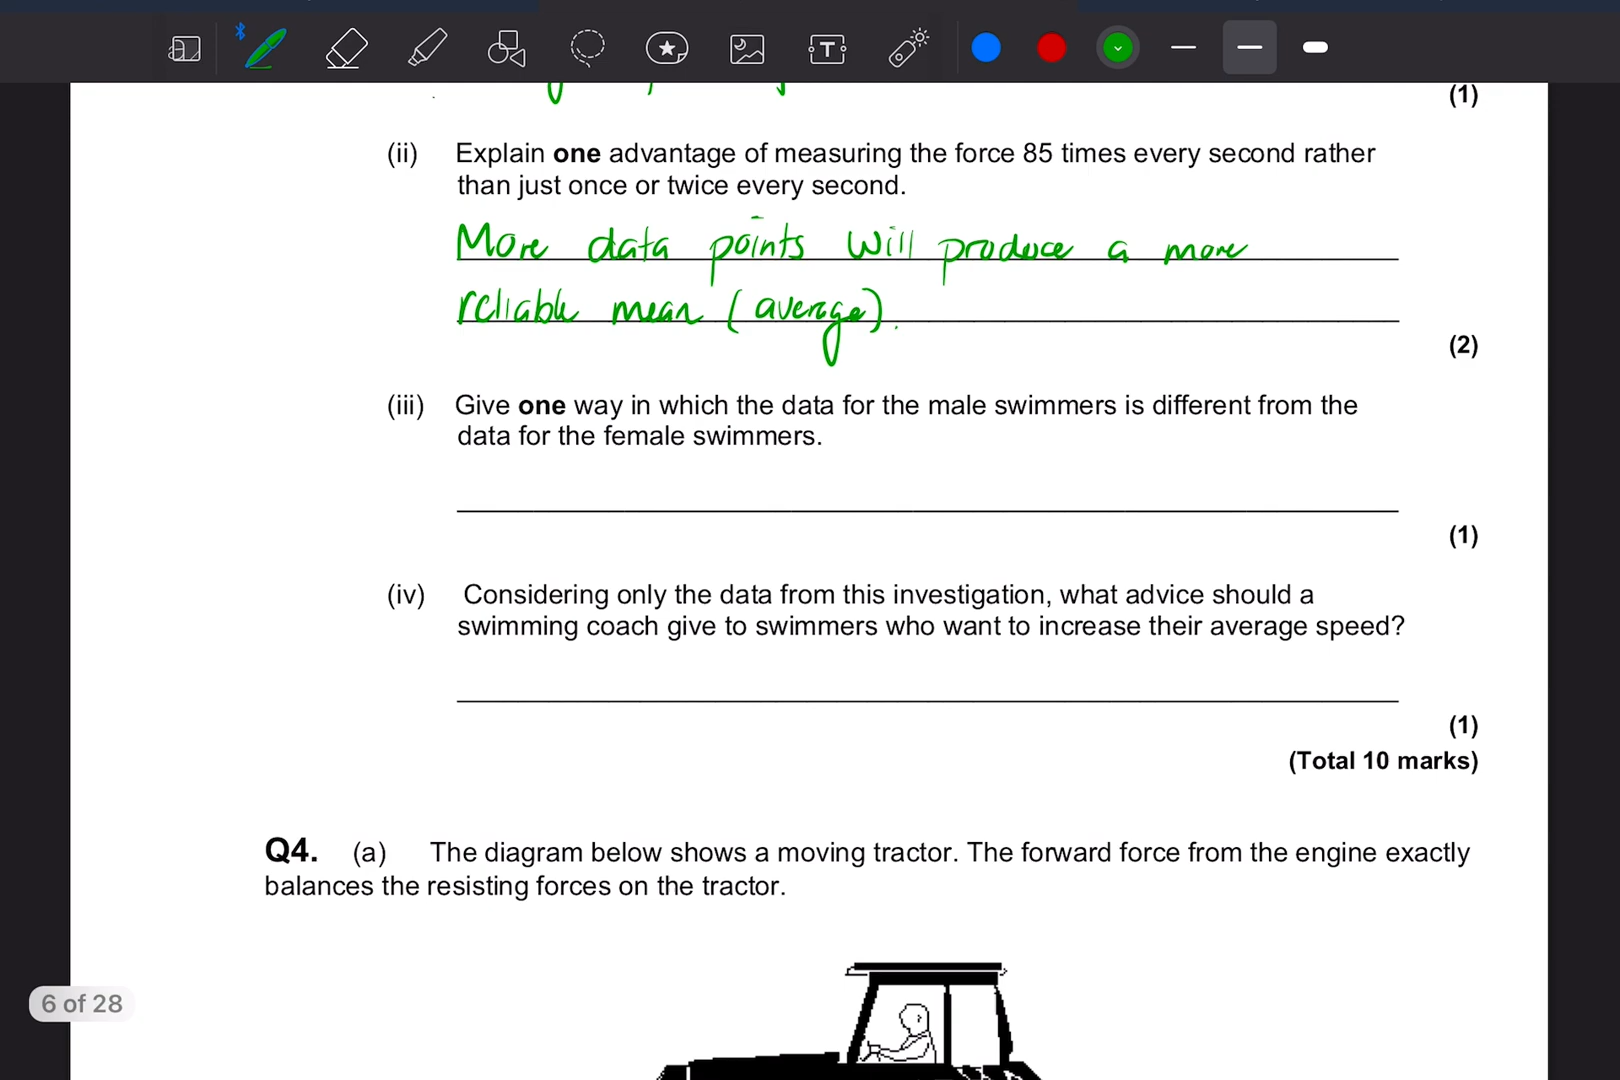 (1)
(ii) Explain one advantage of measuring the force 85 times every second rather
than just once or twice every second.
More data points will produce a more
reliable mean (average).
(2)
(iii) Give one way in which the data for the male swimmers is different from the
data for the female swimmers.
(1)
(iv) Considering only the data from this investigation, what advice should a
swimming coach give to swimmers who want to increase their average speed?
(1)
(Total 10 marks)
Q4. (a) The diagram below shows a moving tractor. The forward force from the engine exactly
balances the resisting forces on the tractor.
6 of 28